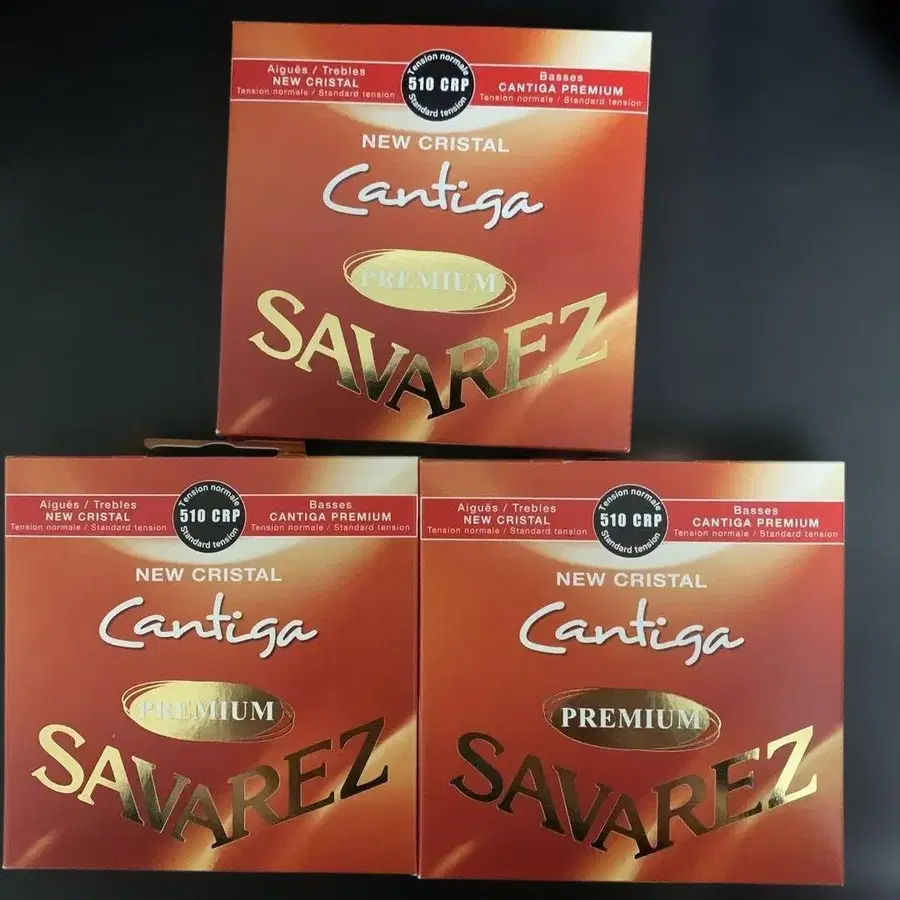 Aiguës / Trebles
NEW CRISTAL
Tension normale / Standard tension
Tension normale
510 CRP
Standard tension
Basses
CANTIGA PREMIUM
Tension normale / Standard tension
NEW CRISTAL
Cantiga
PREMIUM
SAVAREZ
Aiguës / Trebles
NEW CRISTAL
Tension normale / Standard tension
Tension normale
510 CRP
Standard tension
Basses
CANTIGA PREMIUM
Tension normale / Standard tension
NEW CRISTAL
Cantiga
PREMIUM
SAVAREZ
Aiguës / Trebles
NEW CRISTAL
Tension normale / Standard tension
Tension normale
510 CRP
Standard tension
Basses
CANTIGA PREMIUM
Tension normale / Standard tension
NEW CRISTAL
Cantiga
PREMIUM
SAVAREZ